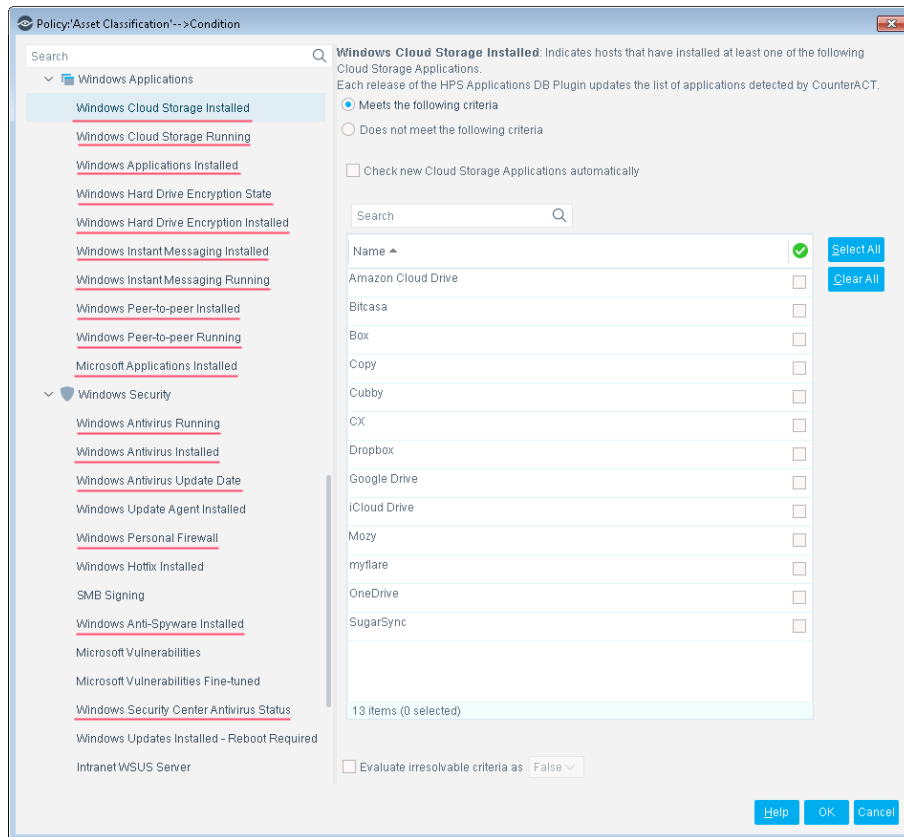 Policy:'Asset Classification'-->Condition
Search
Windows Applications
Windows Cloud Storage Installed
Windows Cloud Storage Running
Windows Applications Installed
Windows Hard Drive Encryption State
Windows Hard Drive Encryption Installed
Windows Instant Messaging Installed
Windows Instant Messaging Running
Windows Peer-to-peer Installed
Windows Peer-to-peer Running
Microsoft Applications Installed
Windows Security
Windows Antivirus Running
Windows Antivirus Installed
Windows Antivirus Update Date
Windows Update Agent Installed
Windows Personal Firewall
Windows Hotfix Installed
SMB Signing
Windows Anti-Spyware Installed
Microsoft Vulnerabilities
Microsoft Vulnerabilities Fine-tuned
Windows Security Center Antivirus Status
Windows Updates Installed - Reboot Required
Intranet WSUS Server
Windows Cloud Storage Installed: Indicates hosts that have installed at least one of the following
Cloud Storage Applications.
Each release of the HPS Applications DB Plugin updates the list of applications detected by CounterACT.
Meets the following criteria
Does not meet the following criteria
Check new Cloud Storage Applications automatically
Search
Name
Select All
Clear All
Amazon Cloud Drive
Bitcasa
Box
Copy
Cubby
CX
Dropbox
Google Drive
iCloud Drive
Mozy
myflare
OneDrive
SugarSync
13 items (0 selected)
Evaluate irresolvable criteria as False
Help OK Cancel